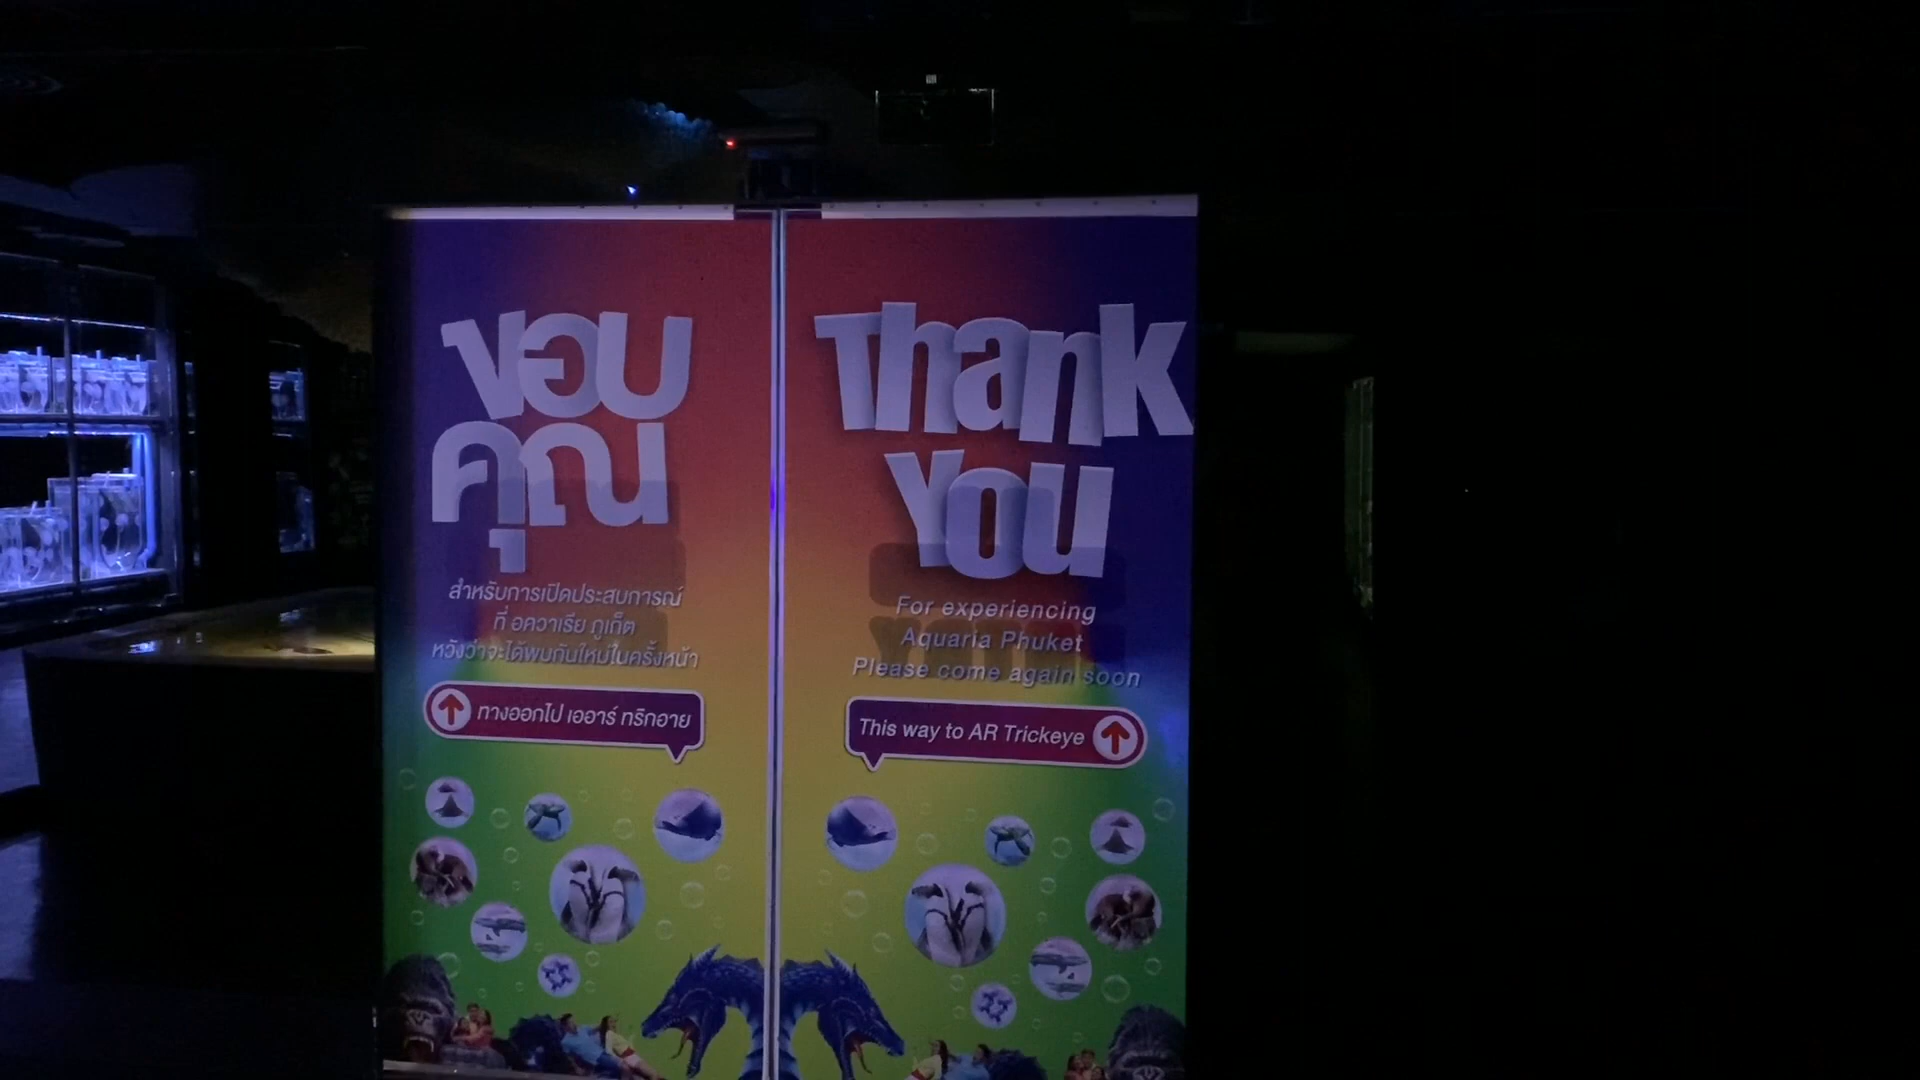 ขอบ
คุณ
สำหรับการเปิดประสบการณ์
ที่ อควาเรีย ภูเก็ต
หวังว่าจะได้พบกันใหม่ในครั้งหน้า
ทางออกไป เออาร์ ทริกอาย
Thank
You
For experiencing
Aquaria Phuket
Please come again soon
This way to AR Trickeye